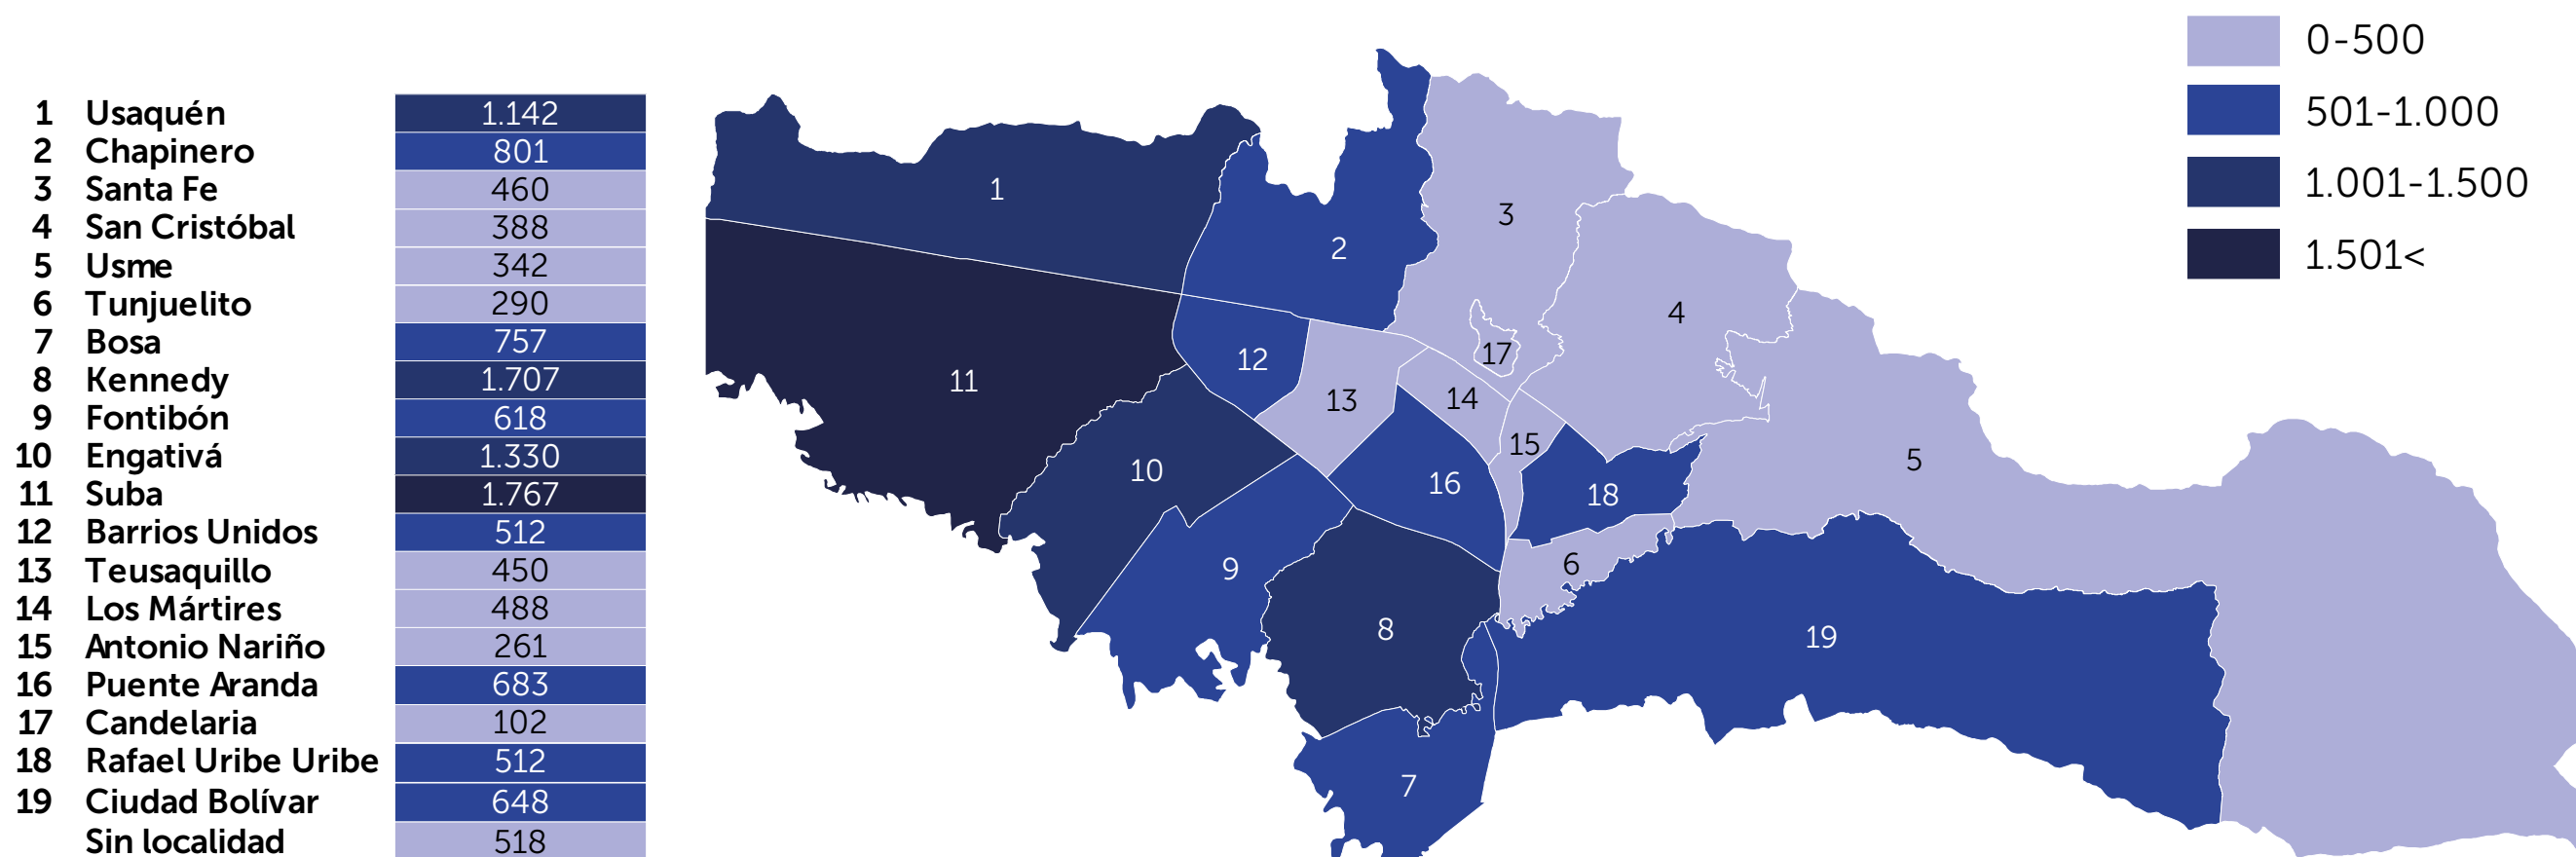 1 Usaquén 1.142
2 Chapinero 801
3 Santa Fe 460
4 San Cristóbal 388
5 Usme 342
6 Tunjuelito 290
7 Bosa 757
8 Kennedy 1.707
9 Fontibón 618
10 Engativá 1.330
11 Suba 1.767
12 Barrios Unidos 512
13 Teusaquillo 450
14 Los Mártires 488
15 Antonio Nariño 261
16 Puente Aranda 683
17 Candelaria 102
18 Rafael Uribe Uribe 512
19 Ciudad Bolívar 648
Sin localidad 518
1
2
3
4
17
12
11
13
14
15
5
10
16
18
6
9
8
19
7
0-500
501-1.000
1.001-1.500
1.501<